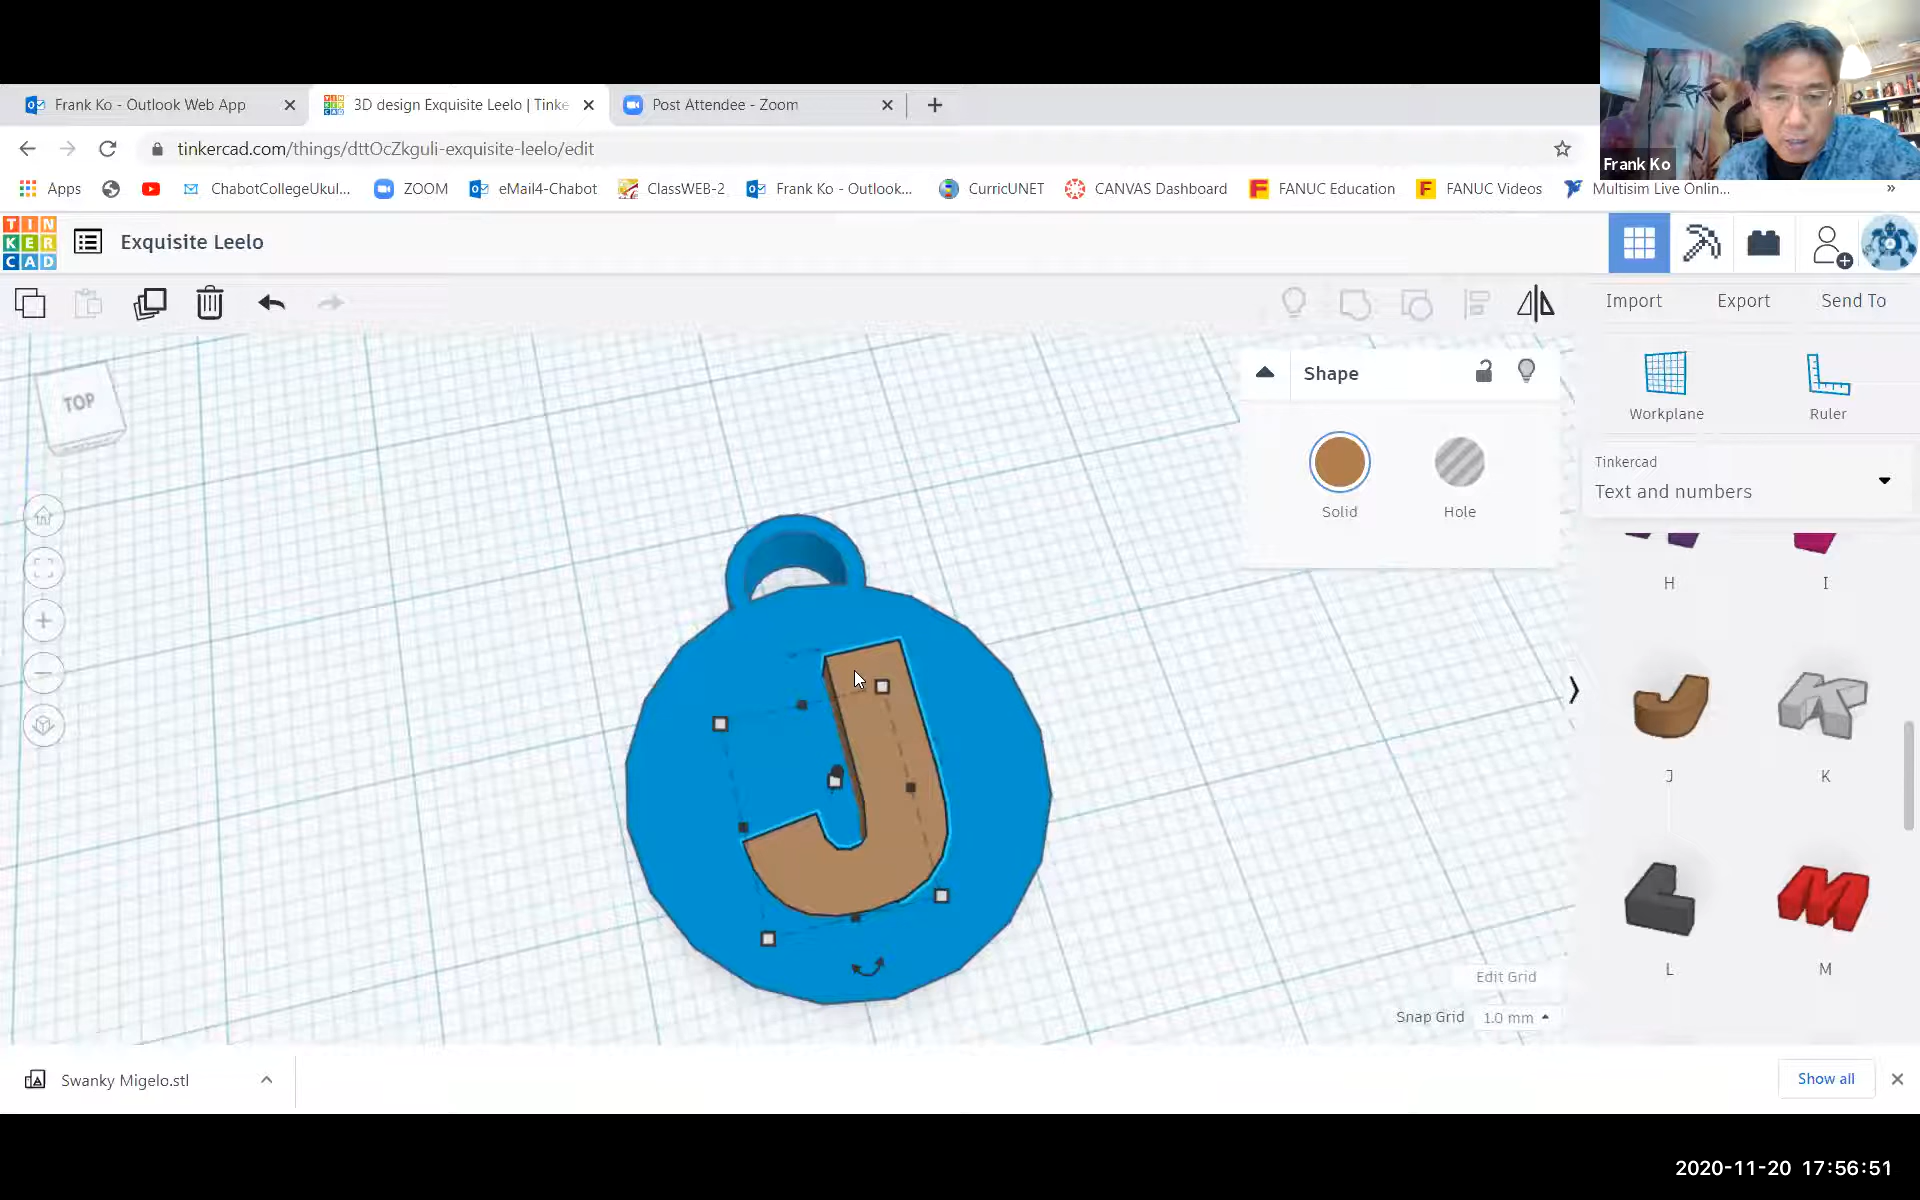 Frank Ko - Outlook Web App
3D design Exquisite Leelo | Tinke
Post Attendee - Zoom
tinkercad.com/things/dttOcZkguli-exquisite-leelo/edit
Frank Ko
Apps
ChabotCollegeUkul...
ZOOM
eMail4-Chabot
ClassWEB-2
Frank Ko - Outlook...
CurricUNET
CANVAS Dashboard
FANUC Education
FANUC Videos
Multisim Live Onlin...
»
TIN
KER
CAD
Exquisite Leelo
Import
Export
Send To
TOP
Shape
Solid
Hole
Workplane
Ruler
Tinkercad
Text and numbers
H
I
J
J
K
L
M
Edit Grid
Snap Grid
1.0 mm
Swanky Migelo.stl
Show all
2020-11-20 17:56:51